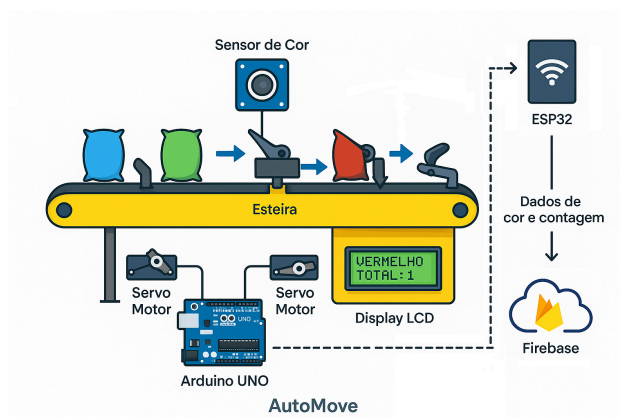 Sensor de Cor
ESP32
Dados de
cor e contagem
Firebase
Esteira
VERMELHO
TOTAL:1
Display LCD
Servo
Motor
Servo
Motor
UNO
Arduino UNO
AutoMove